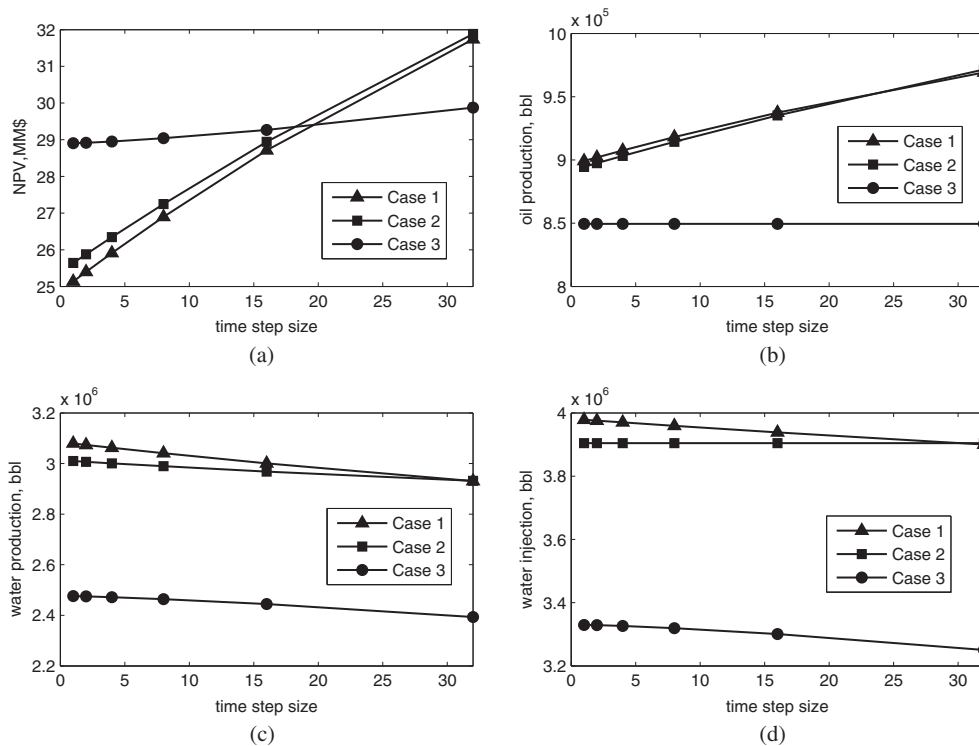 32
31
30
29
28
27
26
25
NPV,MM$
0 5 10 15 20 25 30
time step size
Case 1
Case 2
Case 3
(a)
x 10^5
10
9.5
9
8.5
8
oil production, bbl
0 5 10 15 20 25 30
time step size
Case 1
Case 2
Case 3
(b)
x 10^6
3.2
3
2.8
2.6
2.4
2.2
water production, bbl
0 5 10 15 20 25 30
time step size
Case 1
Case 2
Case 3
(c)
x 10^6
4
3.8
3.6
3.4
3.2
water injection, bbl
0 5 10 15 20 25 30
time step size
Case 1
Case 2
Case 3
(d)